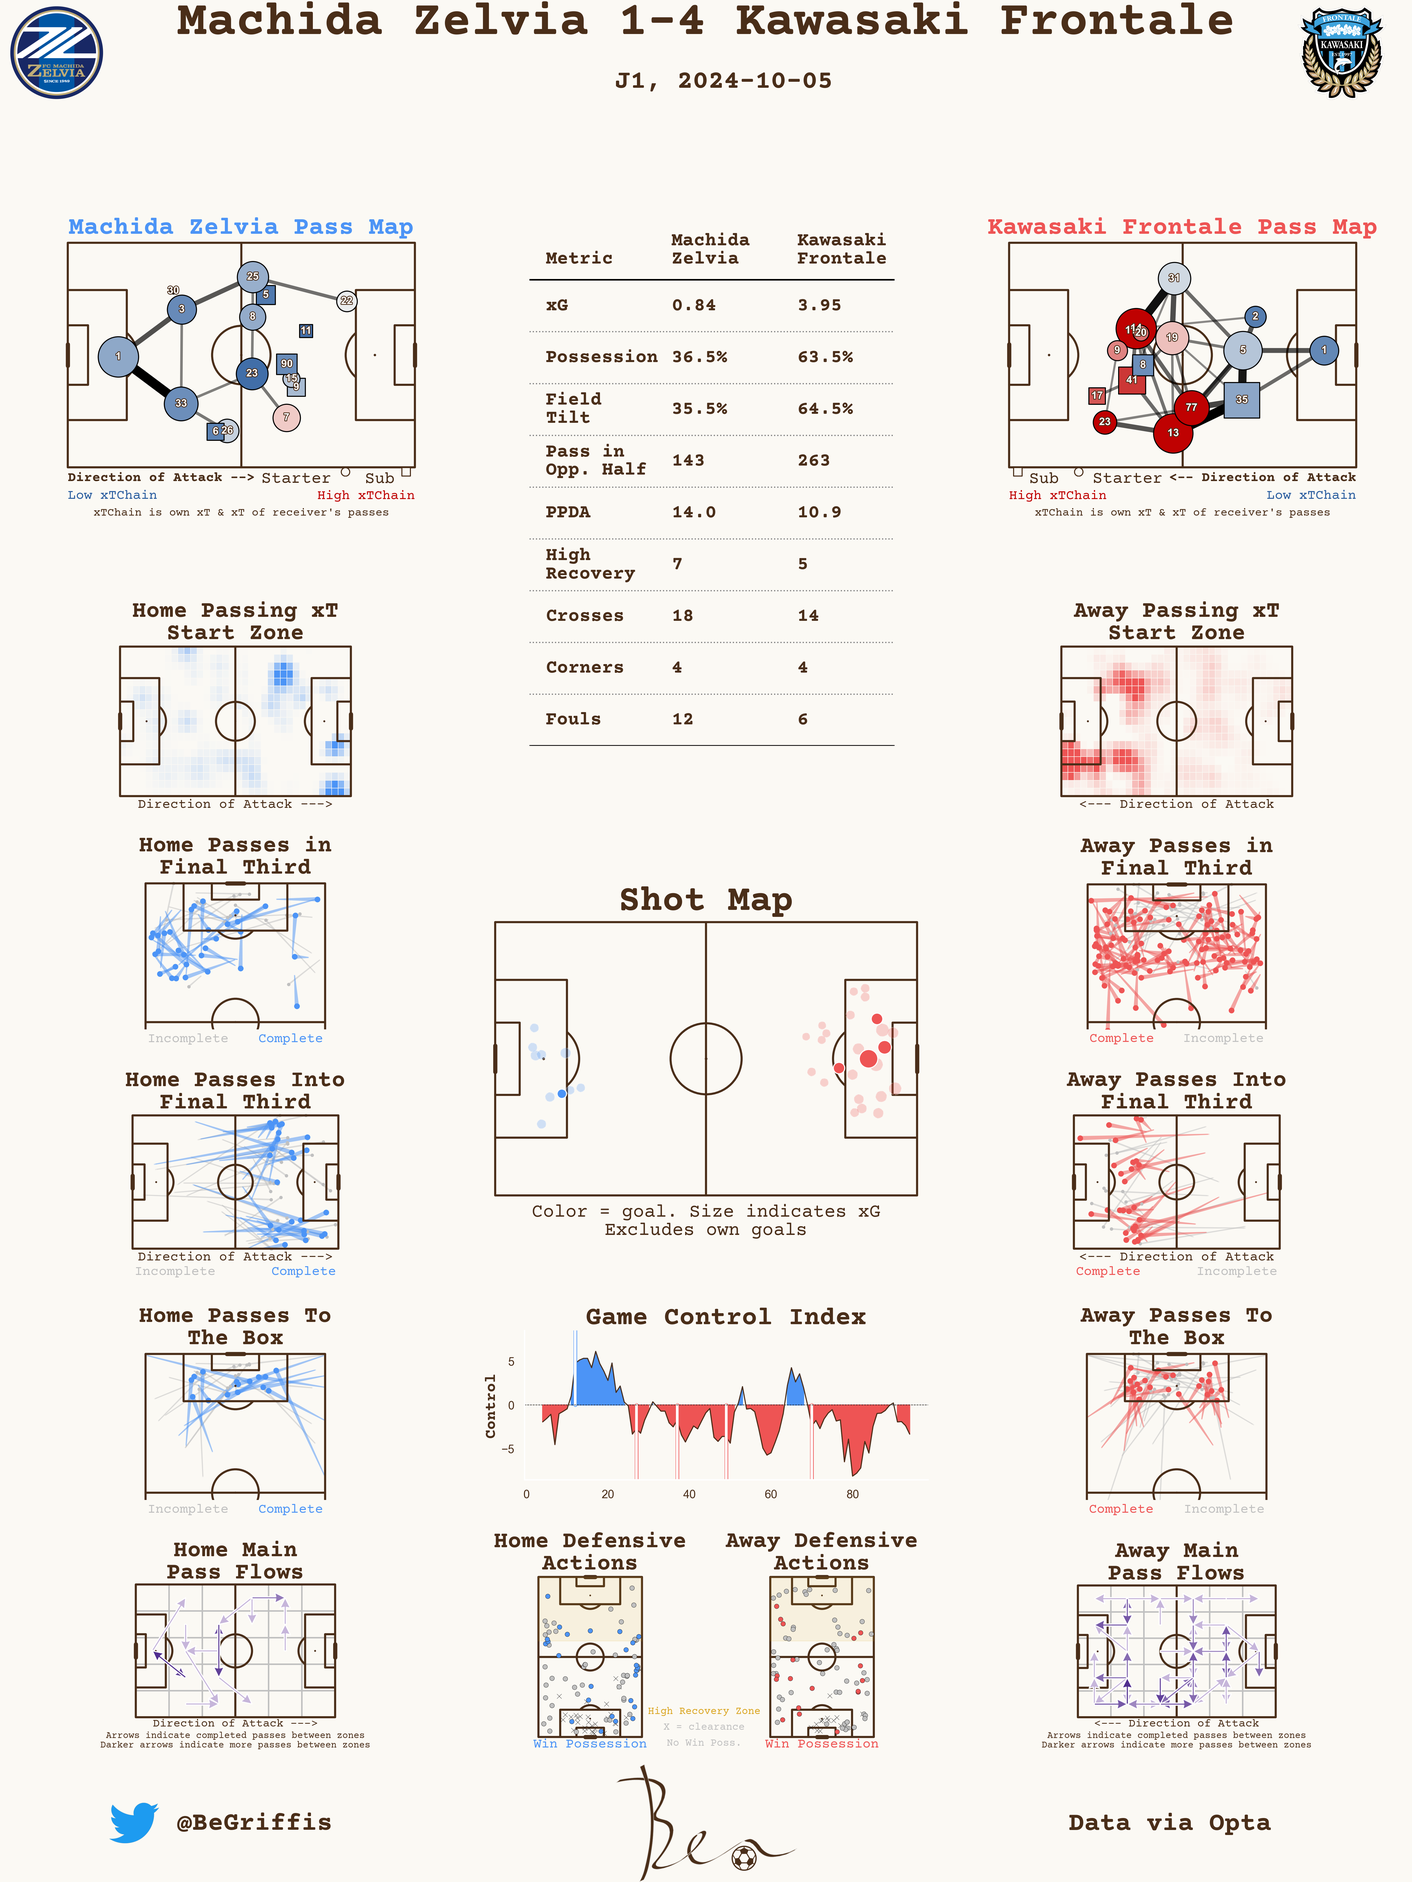 Machida Zelvia 1-4 Kawasaki Frontale
J1, 2024-10-05
FC MACHIDA
ZELVIA
SINCE 1989
FRONTALE
KAWASAKI
Machida Zelvia Pass Map
30
25
5
22
3
8
11
1
90
23
15
9
33
7
6
26
Direction of Attack --> Starter Sub
Low xTChain High xTChain
xTChain is own xT & xT of receiver's passes
Metric Machida Zelvia Kawasaki Frontale
xG 0.84 3.95
Possession 36.5% 63.5%
Field Tilt 35.5% 64.5%
Pass in Opp. Half 143 263
PPDA 14.0 10.9
High Recovery 7 5
Crosses 18 14
Corners 4 4
Fouls 12 6
Kawasaki Frontale Pass Map
31
2
14
20
19
9
5
1
8
41
17
35
77
23
13
Sub Starter <-- Direction of Attack
High xTChain Low xTChain
xTChain is own xT & xT of receiver's passes
Home Passing xT
Start Zone
Direction of Attack --->
Away Passing xT
Start Zone
<--- Direction of Attack
Home Passes in
Final Third
Incomplete Complete
Away Passes in
Final Third
Complete Incomplete
Shot Map
Color = goal. Size indicates xG
Excludes own goals
Home Passes Into
Final Third
Direction of Attack --->
Incomplete Complete
Away Passes Into
Final Third
<--- Direction of Attack
Complete Incomplete
Home Passes To
The Box
Incomplete Complete
Game Control Index
Control
5
0
−5
0 20 40 60 80
Away Passes To
The Box
Complete Incomplete
Home Main
Pass Flows
Direction of Attack --->
Arrows indicate completed passes between zones
Darker arrows indicate more passes between zones
Home Defensive
Actions
Win Possession
High Recovery Zone
X = clearance
No Win Poss.
Away Defensive
Actions
Win Possession
Away Main
Pass Flows
<--- Direction of Attack
Arrows indicate completed passes between zones
Darker arrows indicate more passes between zones
@BeGriffis
Ben
Data via Opta